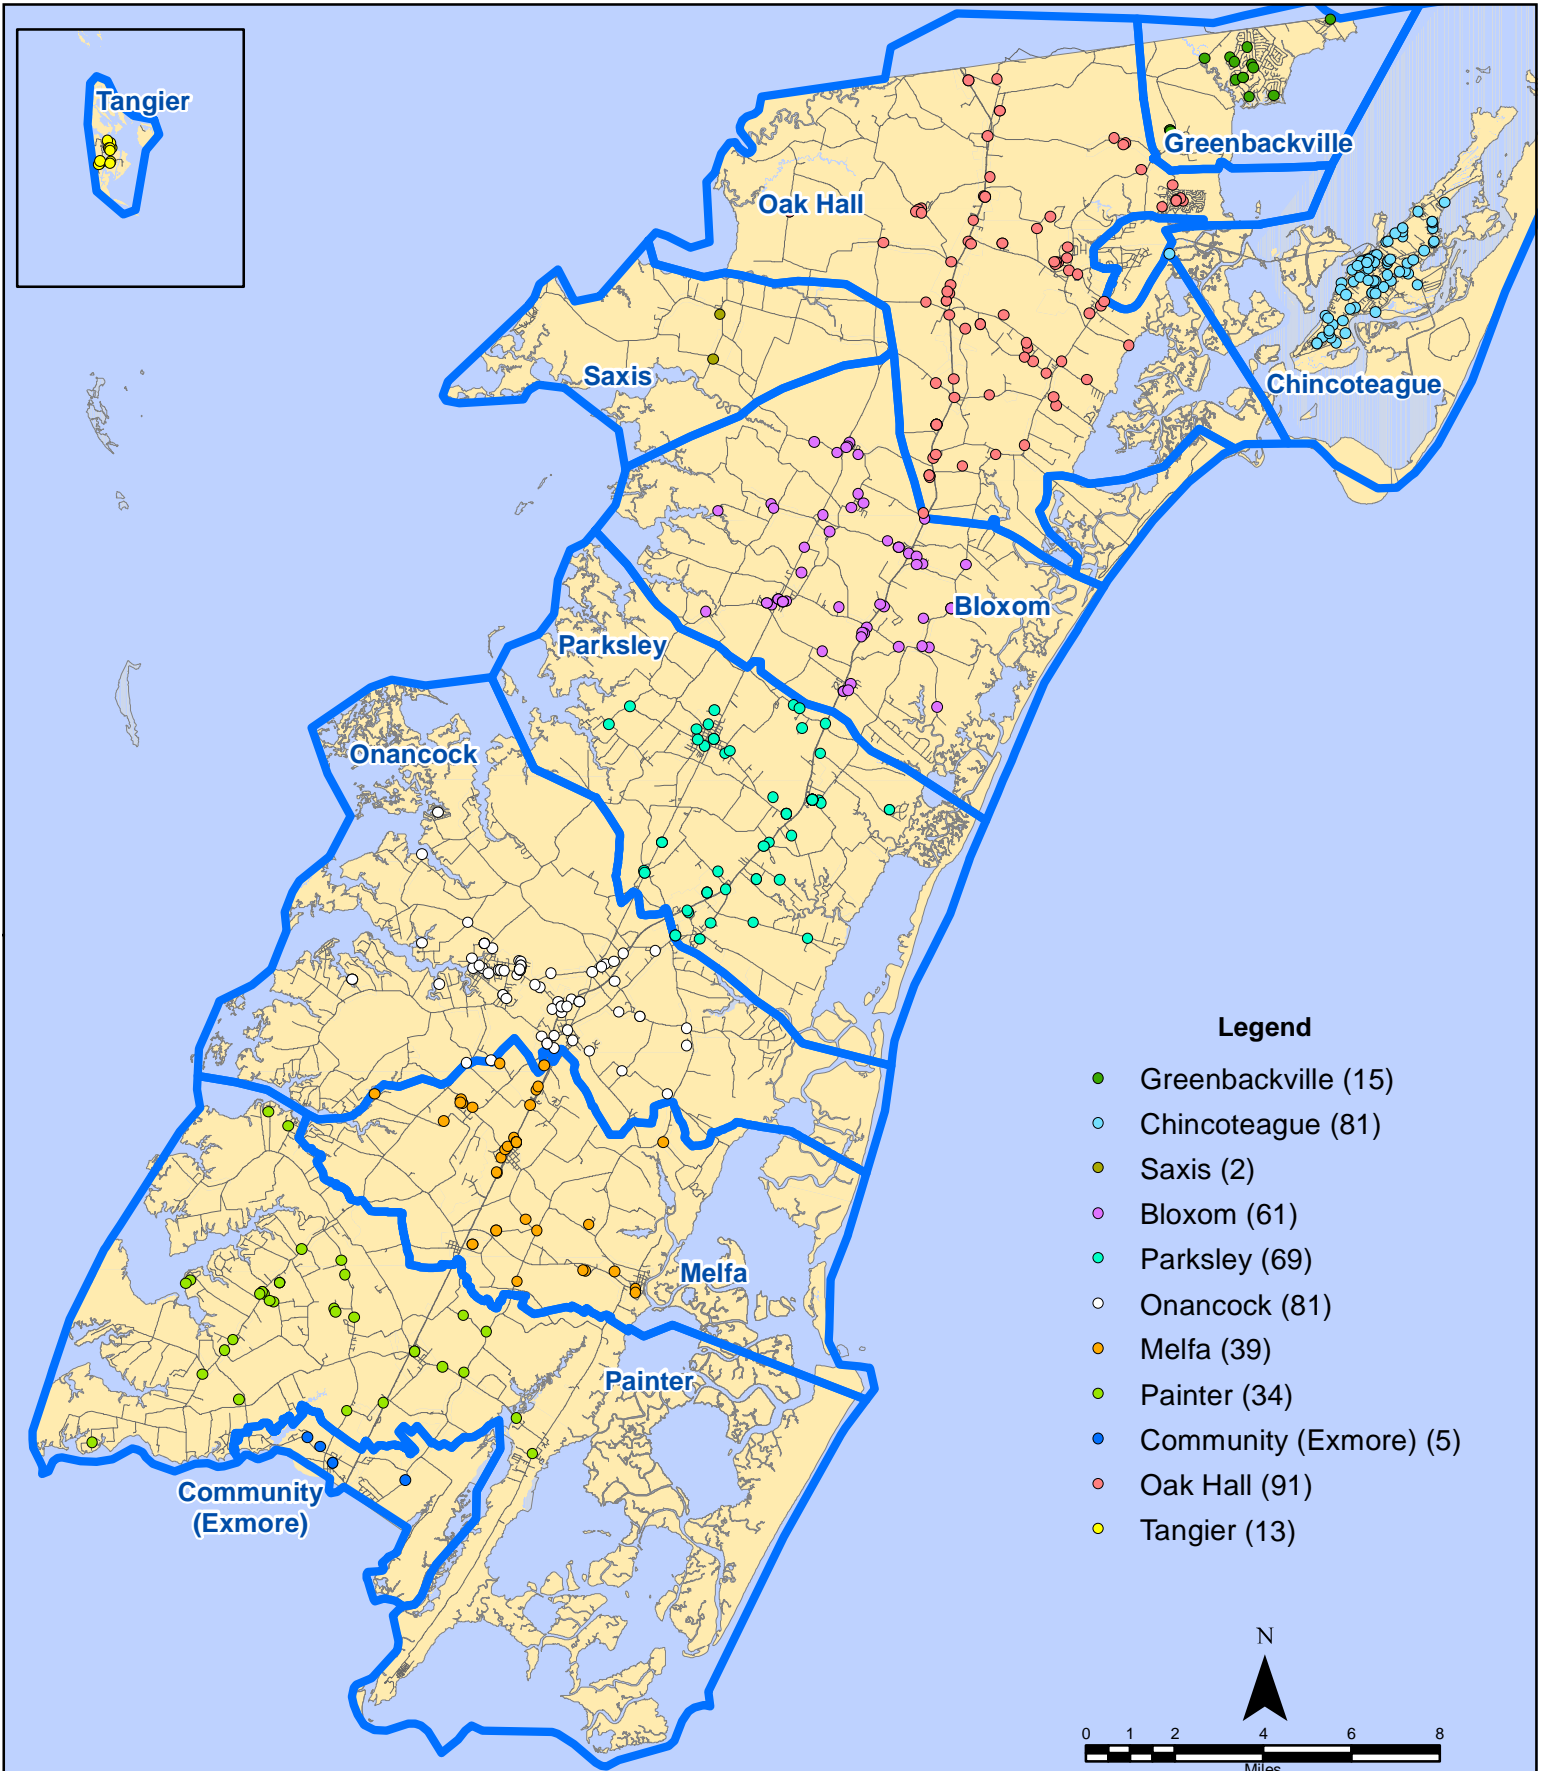 Tangier
Greenbackville
Oak Hall
Saxis
Chincoteague
Bloxom
Parksley
Onancock
Melfa
Painter
Community
(Exmore)
Legend
Greenbackville (15)
Chincoteague (81)
Saxis (2)
Bloxom (61)
Parksley (69)
Onancock (81)
Melfa (39)
Painter (34)
Community (Exmore) (5)
Oak Hall (91)
Tangier (13)
N
0 1 2 4 6 8
Miles